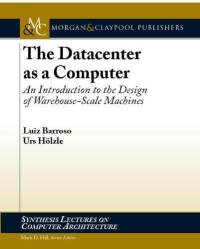 M&C MORGAN & CLAYPOOL PUBLISHERS
The Datacenter
as a Computer
An Introduction to the Design
of Warehouse-Scale Machines
Luiz Barroso
Urs Hölzle
SYNTHESIS LECTURES ON
COMPUTER ARCHITECTURE
Mark D. Hill, Series Editor